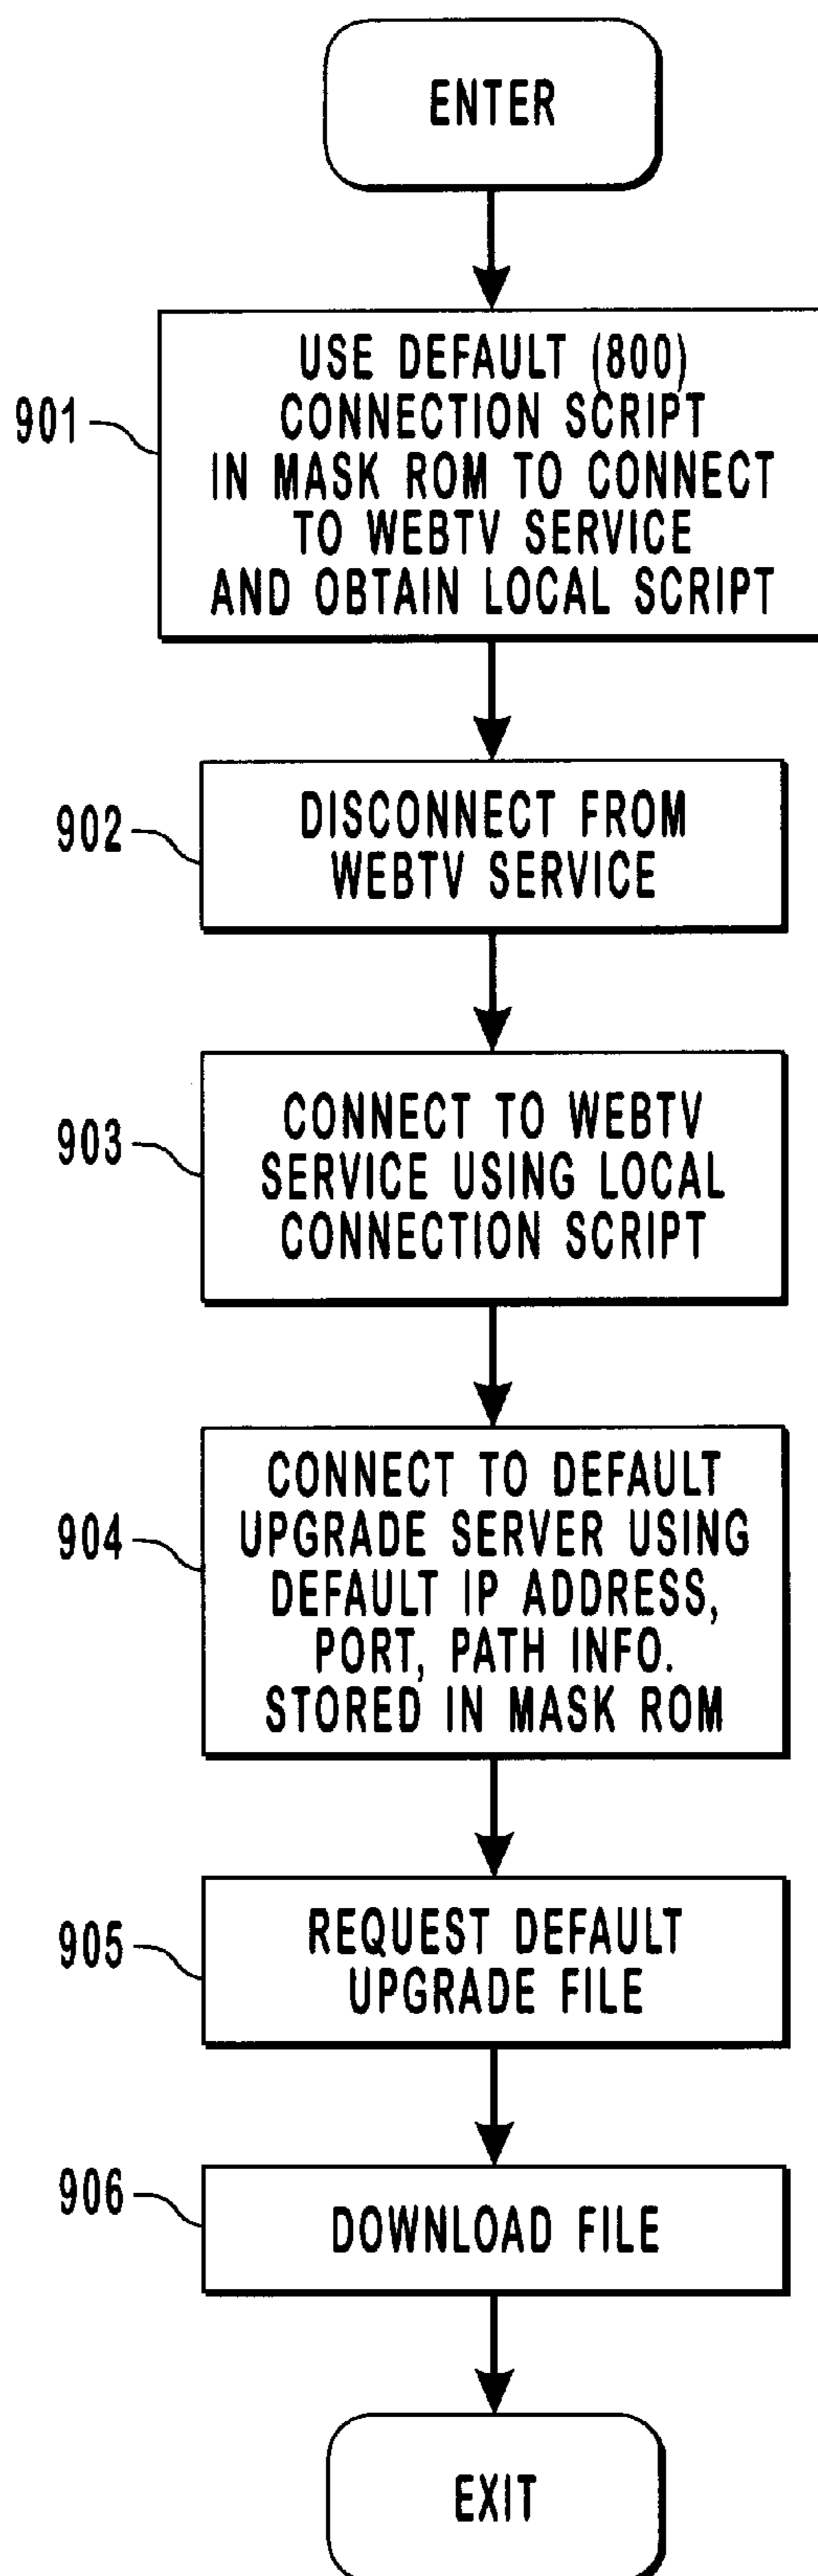 ENTER
901
USE DEFAULT (800)
CONNECTION SCRIPT
IN MASK ROM TO CONNECT
TO WEBTV SERVICE
AND OBTAIN LOCAL SCRIPT
902
DISCONNECT FROM
WEBTV SERVICE
903
CONNECT TO WEBTV
SERVICE USING LOCAL
CONNECTION SCRIPT
904
CONNECT TO DEFAULT
UPGRADE SERVER USING
DEFAULT IP ADDRESS,
PORT, PATH INFO.
STORED IN MASK ROM
905
REQUEST DEFAULT
UPGRADE FILE
906
DOWNLOAD FILE
EXIT